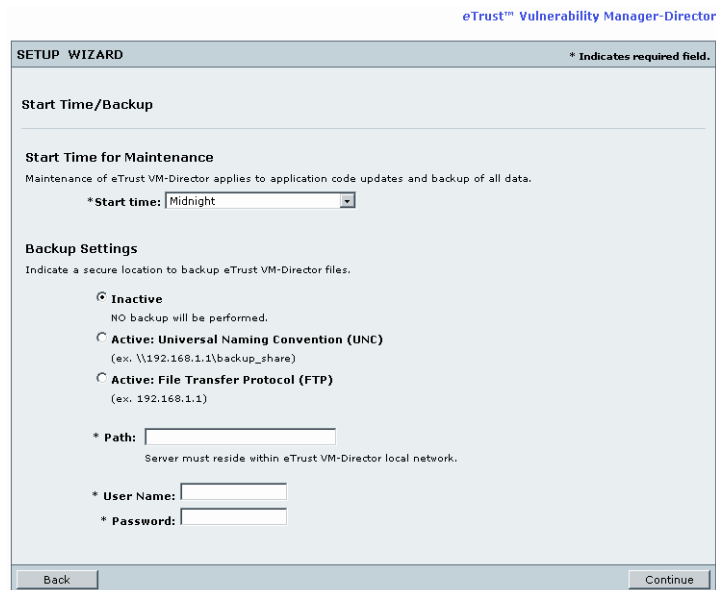 eTrust™ Vulnerability Manager-Director
SETUP WIZARD
* Indicates required field.
Start Time/Backup
Start Time for Maintenance
Maintenance of eTrust VM-Director applies to application code updates and backup of all data.
*Start time: Midnight
Backup Settings
Indicate a secure location to backup eTrust VM-Director files.
Inactive
NO backup will be performed.
Active: Universal Naming Convention (UNC)
(ex. \\192.168.1.1\backup_share)
Active: File Transfer Protocol (FTP)
(ex. 192.168.1.1)
* Path:
Server must reside within eTrust VM-Director local network.
* User Name:
* Password:
Back
Continue